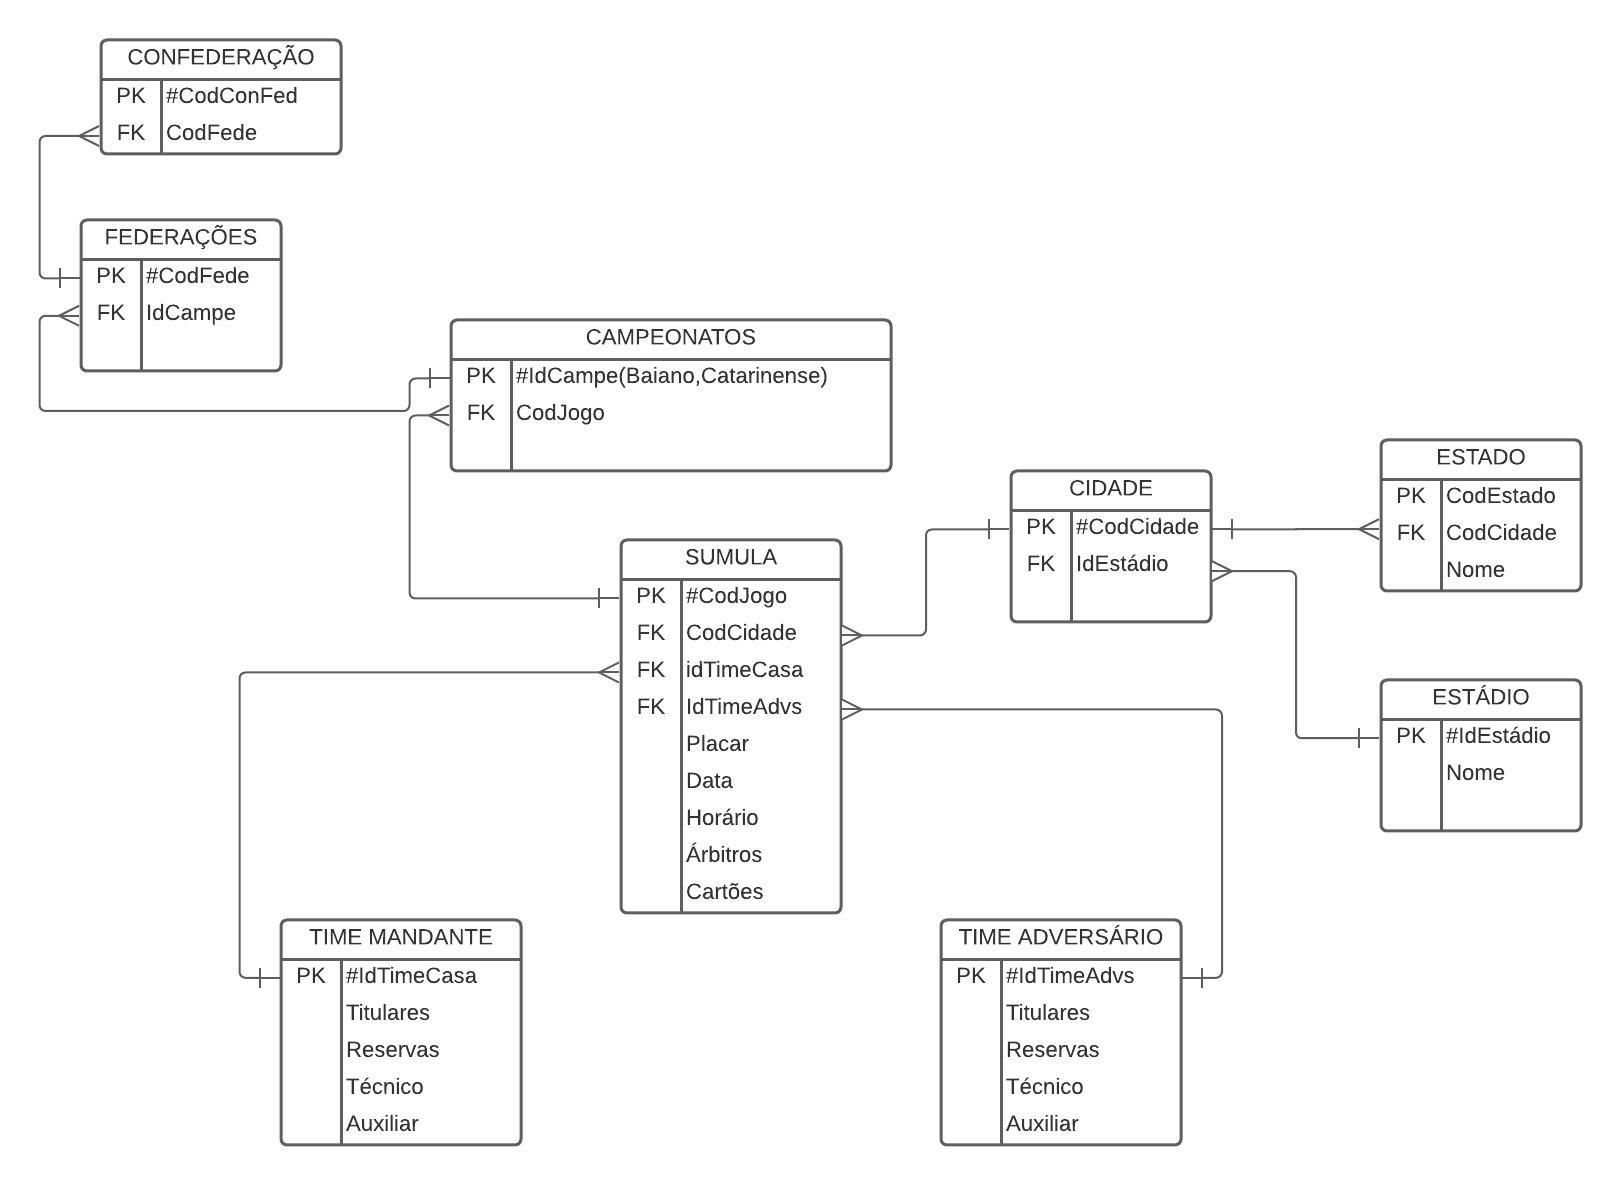 CONFEDERAÇÃO
PK #CodConFed
FK CodFede
FEDERAÇÕES
PK #CodFede
FK IdCampe
CAMPEONATOS
PK #IdCampe(Baiano,Catarinense)
FK CodJogo
ESTADO
PK CodEstado
FK CodCidade
Nome
CIDADE
PK #CodCidade
FK IdEstádio
SUMULA
PK #CodJogo
FK CodCidade
FK idTimeCasa
FK IdTimeAdvs
Placar
Data
Horário
Árbitros
Cartões
ESTÁDIO
PK #IdEstádio
Nome
TIME MANDANTE
PK #IdTimeCasa
Titulares
Reservas
Técnico
Auxiliar
TIME ADVERSÁRIO
PK #IdTimeAdvs
Titulares
Reservas
Técnico
Auxiliar